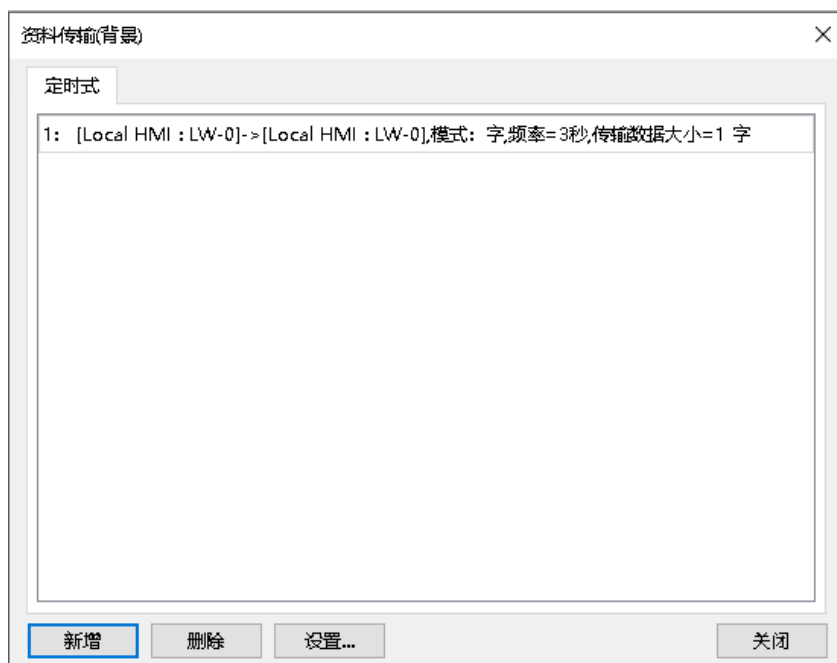 资料传输(背景)
定时式
1: [Local HMI : LW-0]->[Local HMI : LW-0],模式: 字,频率=3秒,传输数据大小=1 字
新增 删除 设置... 关闭